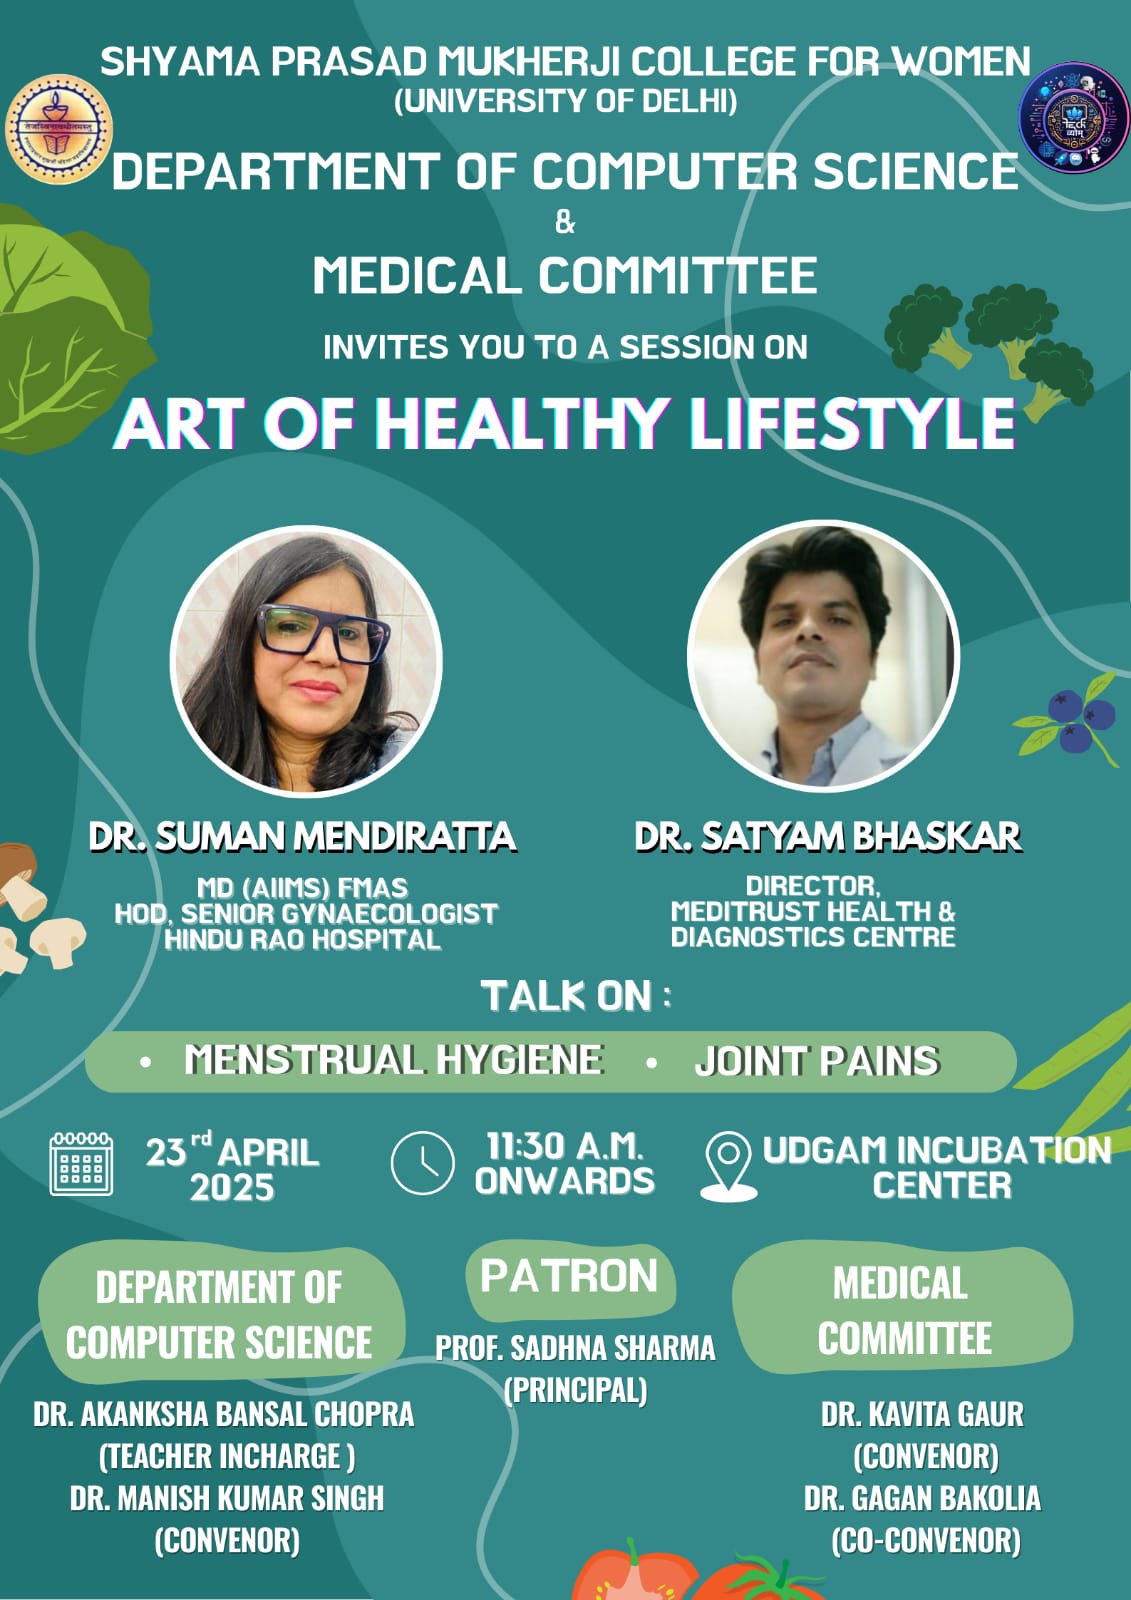 SHYAMA PRASAD MUKHERJI COLLEGE FOR WOMEN
(UNIVERSITY OF DELHI)
तेजस्विनावधीतमस्तु
TECH
व्योम
DEPARTMENT OF COMPUTER SCIENCE
&
MEDICAL COMMITTEE
INVITES YOU TO A SESSION ON
ART OF HEALTHY LIFESTYLE
DR. SUMAN MENDIRATTA
MD (AIIMS) FMAS
HOD, SENIOR GYNAECOLOGIST
HINDU RAO HOSPITAL
DR. SATYAM BHASKAR
DIRECTOR,
MEDITRUST HEALTH &
DIAGNOSTICS CENTRE
TALK ON :
• MENSTRUAL HYGIENE • JOINT PAINS
23rd APRIL
2025
11:30 A.M.
ONWARDS
UDGAM INCUBATION
CENTER
DEPARTMENT OF
COMPUTER SCIENCE
DR. AKANKSHA BANSAL CHOPRA
(TEACHER INCHARGE )
DR. MANISH KUMAR SINGH
(CONVENOR)
PATRON
PROF. SADHNA SHARMA
(PRINCIPAL)
MEDICAL
COMMITTEE
DR. KAVITA GAUR
(CONVENOR)
DR. GAGAN BAKOLIA
(CO-CONVENOR)